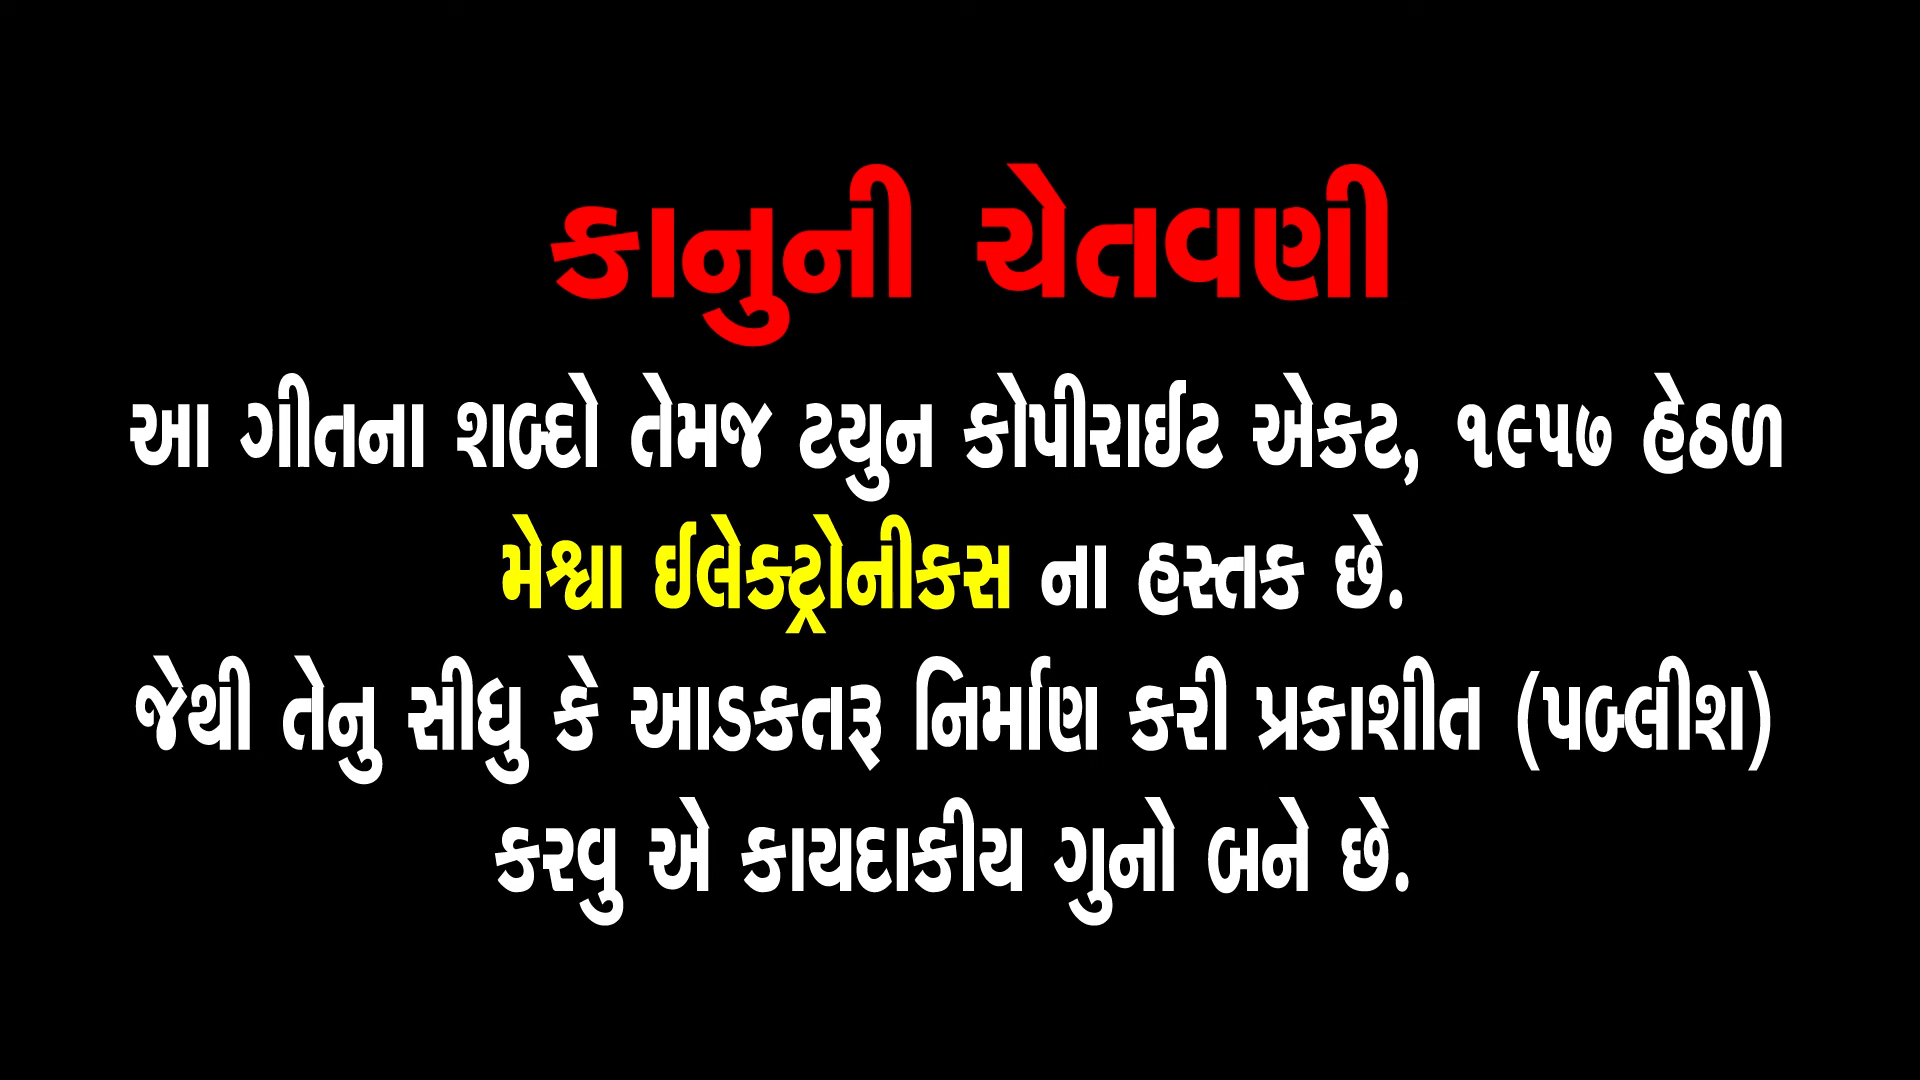 કાનુની ચેતવણી
આ ગીતના શબ્દો તેમજ ટયુન કોપીરાઈટ એકટ, ૧૯૫૭ હેઠળ
મેશ્વા ઈલેક્ટ્રોનીકસ ના હસ્તક છે.
જેથી તેનુ સીધુ કે આડકતરૂ નિર્માણ કરી પ્રકાશીત (પબ્લીશ)
કરવુ એ કાયદાકીય ગુનો બને છે.